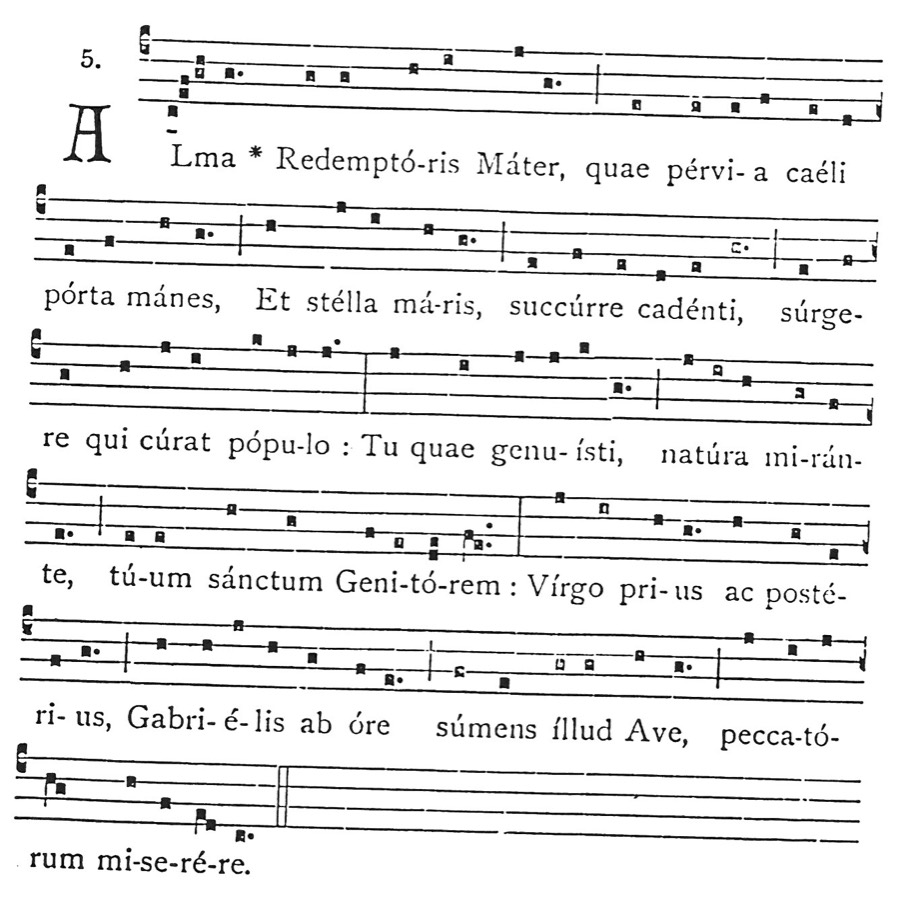 5.
A
Lma * Redemptó-ris Máter, quae pérvi- a caéli
pórta mánes, Et stélla má-ris, succúrre cadénti, súrge-
re qui cúrat pópu-lo : Tu quae genu- ísti, natúra mi-rán-
te, tú-um sánctum Geni-tó-rem : Vírgo pri- us ac posté-
ri- us, Gabri- é- lis ab óre súmens íllud Ave, pecca-tó-
rum mi-se-ré-re.